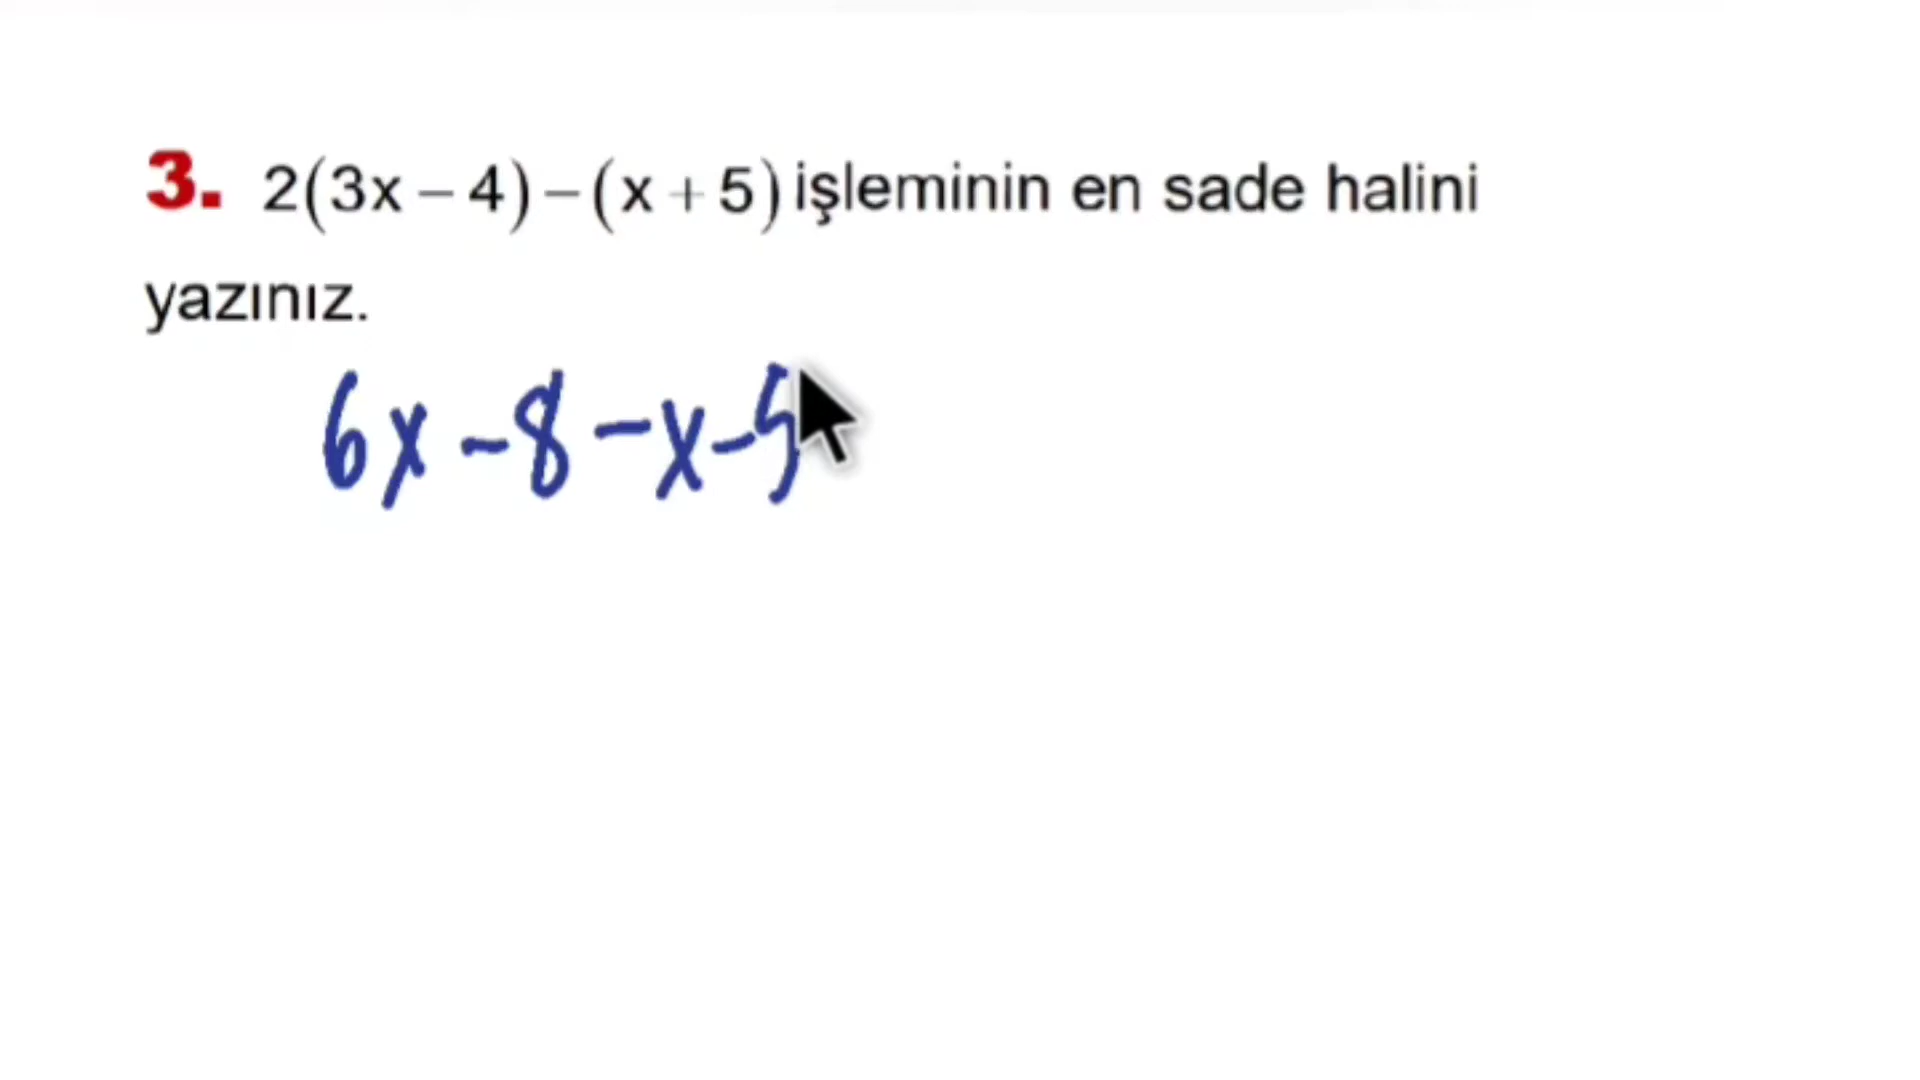 3. 2(3x – 4) – (x + 5) işleminin en sade halini
yazınız.
6x - 8 - x - 5